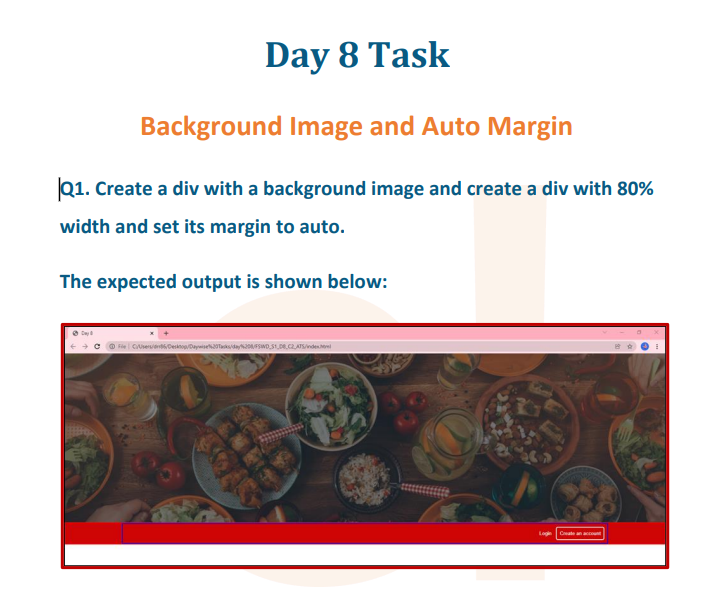 Day 8 Task
Background Image and Auto Margin
Q1. Create a div with a background image and create a div with 80%
width and set its margin to auto.
The expected output is shown below:
Day 8
File | C:/Users/dm86/Desktop/Daywise%20Tasks/day%208/FSWD_S1_D8_C2_ATS/index.html
Login Create an account